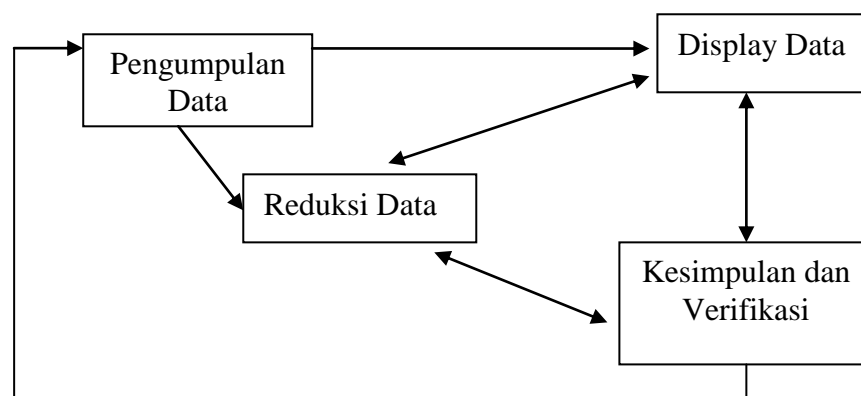 Pengumpulan
Data
Display Data
Reduksi Data
Kesimpulan dan
Verifikasi